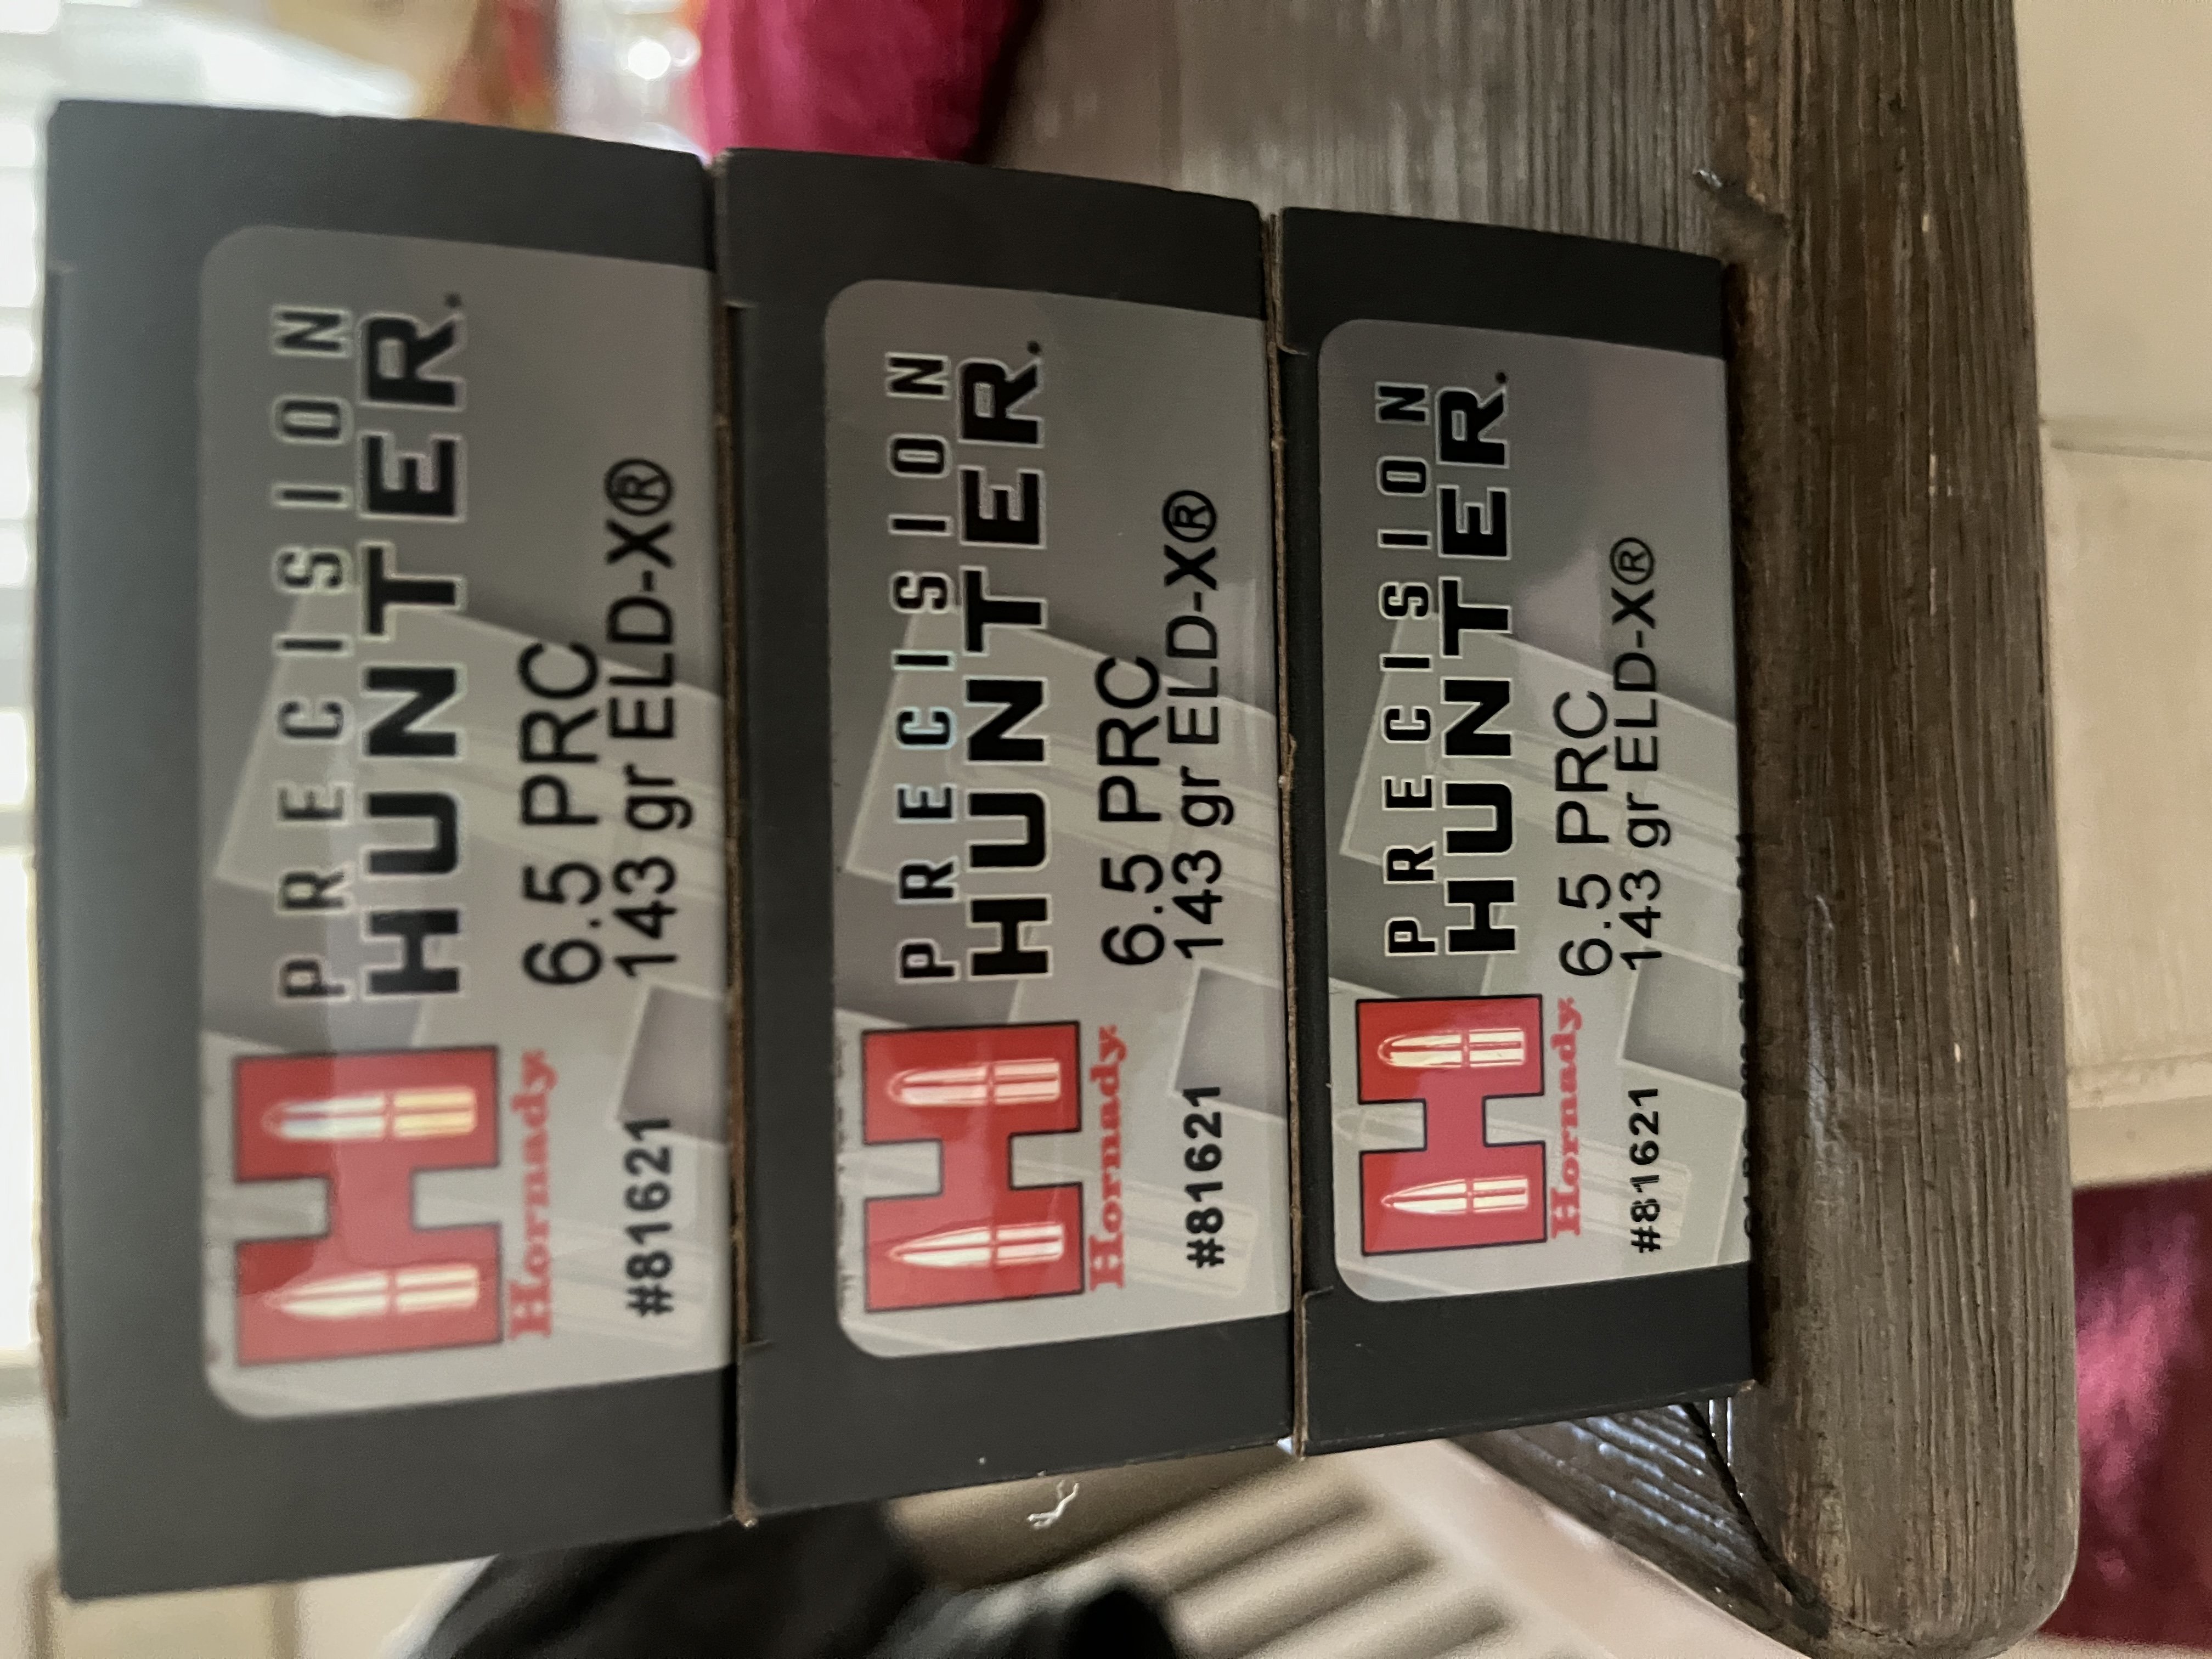 PRECISION
HUNTER.
6.5 PRC
143 gr ELD-X®
H
Hornady
#81621
PRECISION
HUNTER.
6.5 PRC
143 gr ELD-X®
H
Hornady
#81621
PRECISION
HUNTER.
6.5 PRC
143 gr ELD-X®
H
Hornady
#81621